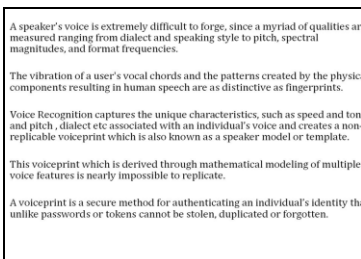 A speaker's voice is extremely difficult to forge, since a myriad of qualities ar
measured ranging from dialect and speaking style to pitch, spectral
magnitudes, and format frequencies.
The vibration of a user's vocal chords and the patterns created by the physic
components resulting in human speech are as distinctive as fingerprints.
Voice Recognition captures the unique characteristics, such as speed and ton
and pitch , dialect etc associated with an individual's voice and creates a non-
replicable voiceprint which is also known as a speaker model or template.
This voiceprint which is derived through mathematical modeling of multiple
voice features is nearly impossible to replicate.
A voiceprint is a secure method for authenticating an individual's identity tha
unlike passwords or tokens cannot be stolen, duplicated or forgotten.